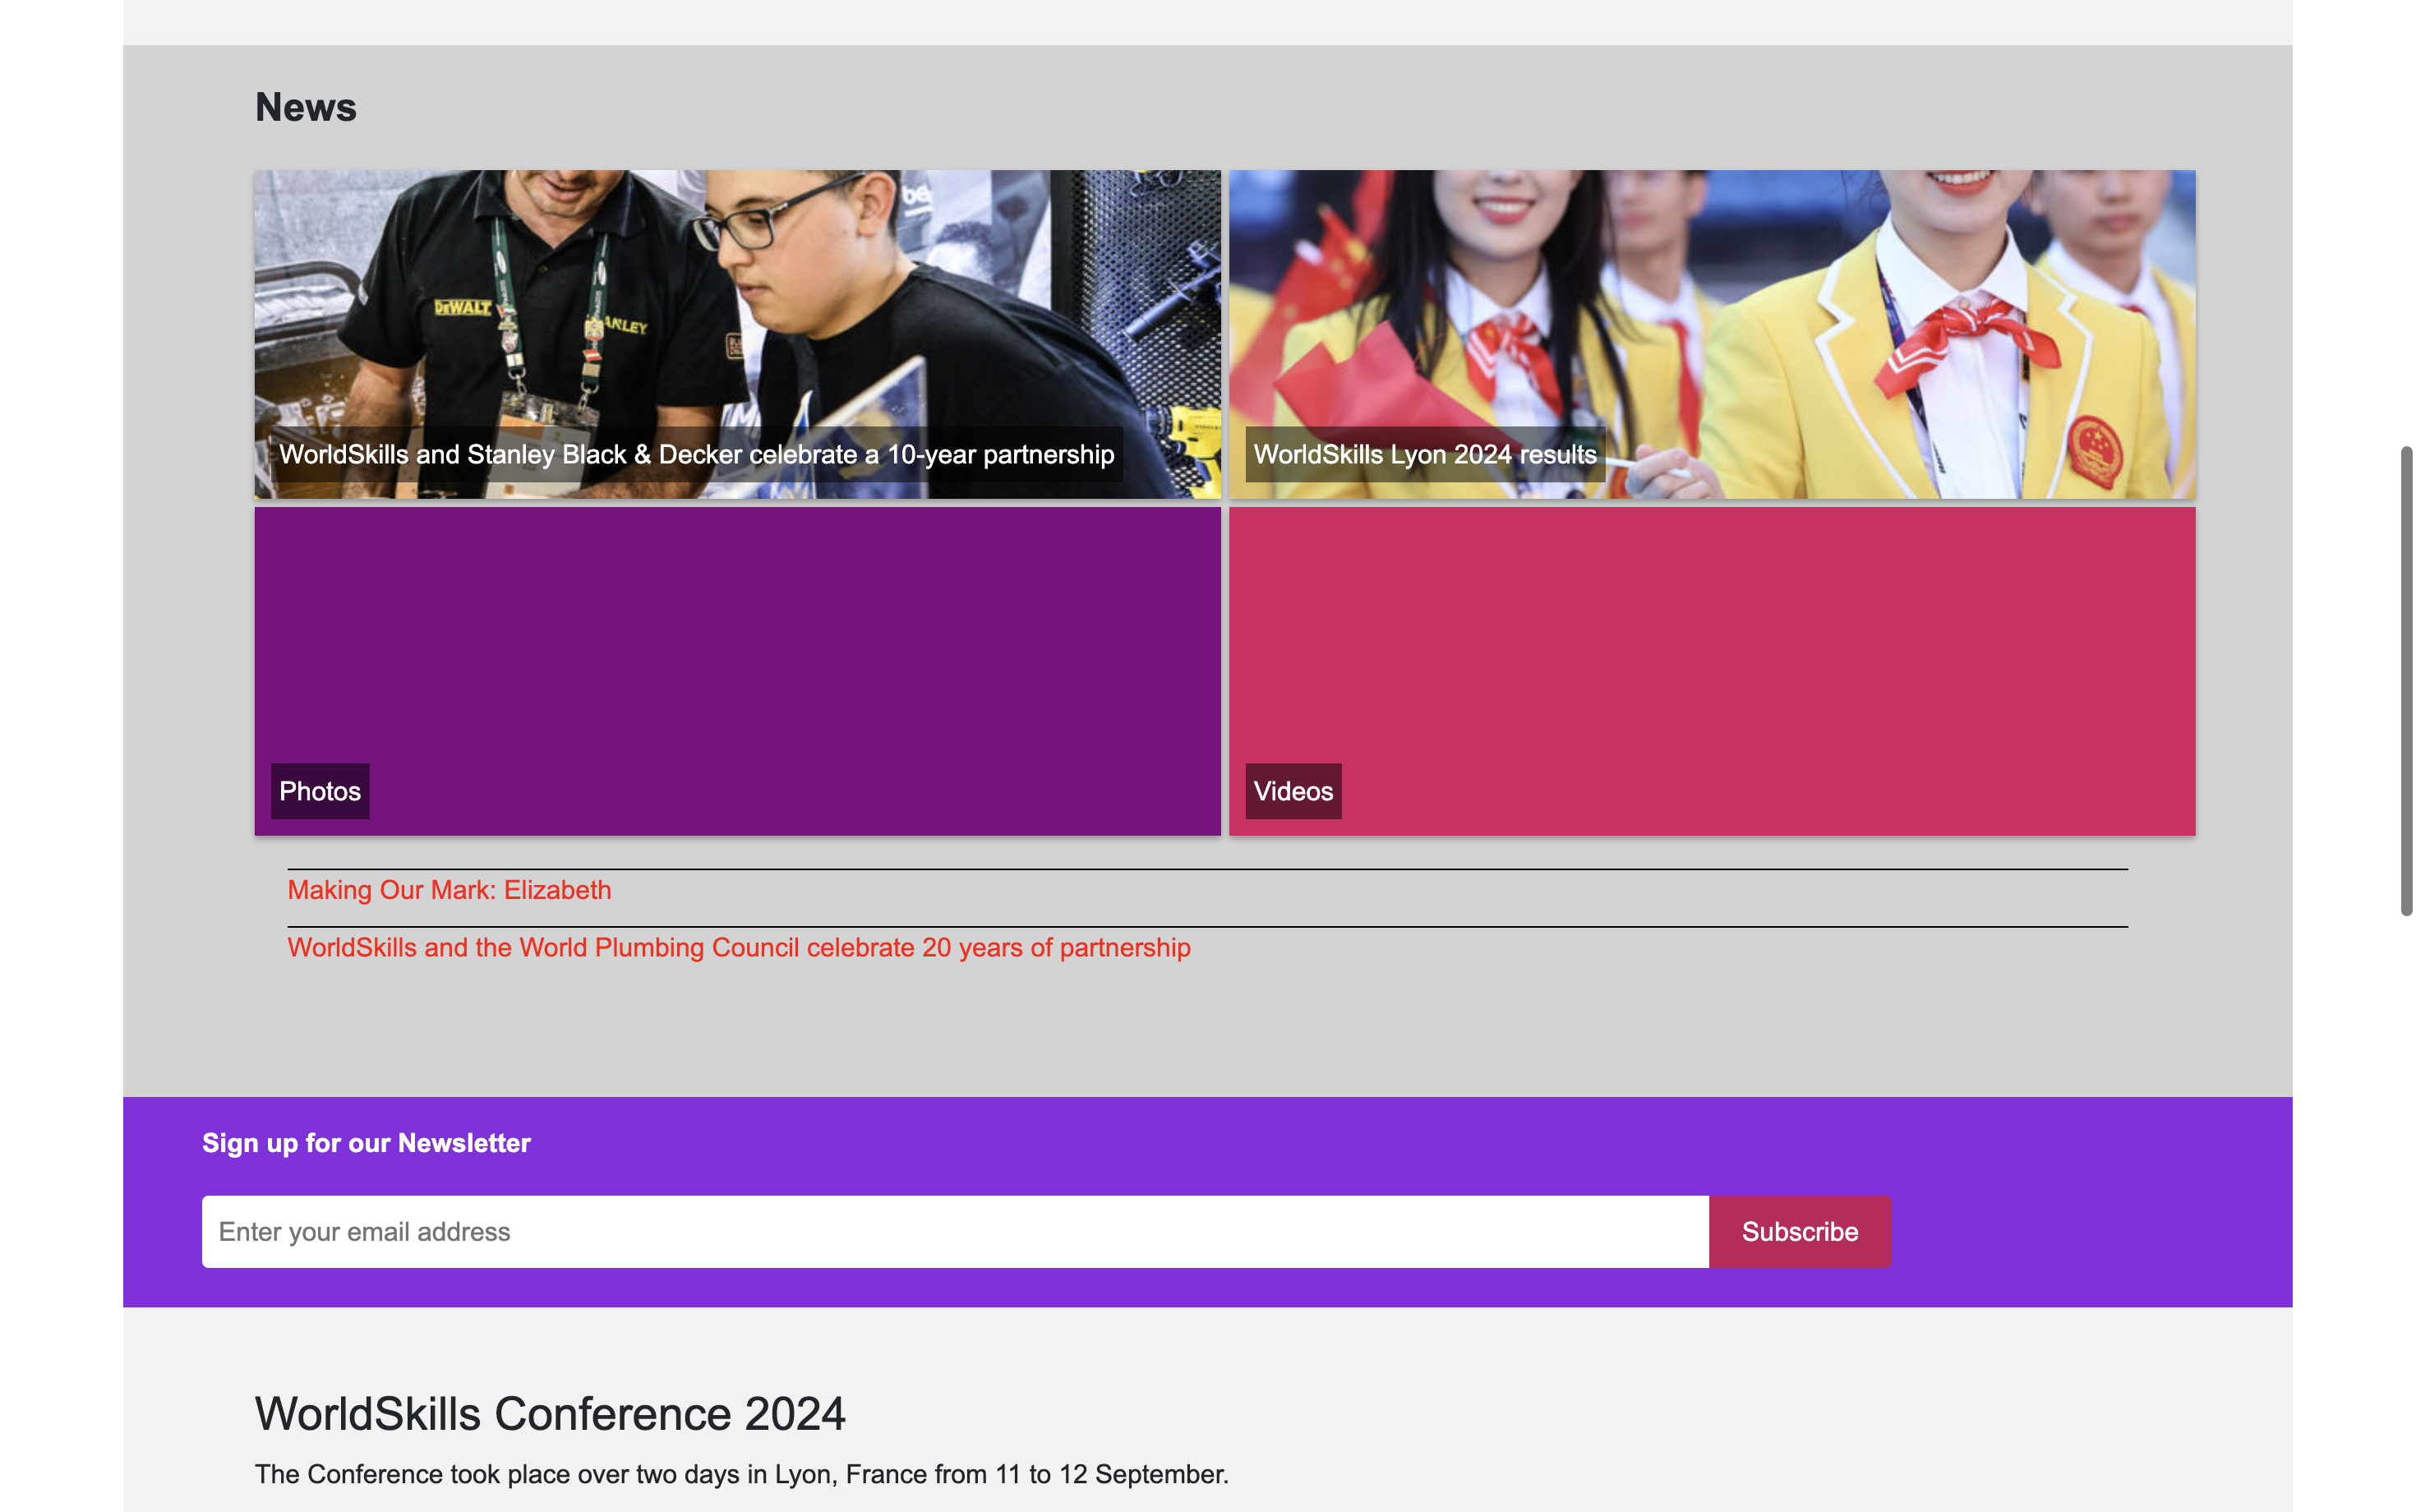 News
bé
DEWALT
ANLEY
WorldSkills and Stanley Black & Decker celebrate a 10-year partnership
WorldSkills Lyon 2024 results
Photos
Videos
Making Our Mark: Elizabeth
WorldSkills and the World Plumbing Council celebrate 20 years of partnership
Sign up for our Newsletter
Enter your email address
Subscribe
WorldSkills Conference 2024
The Conference took place over two days in Lyon, France from 11 to 12 September.